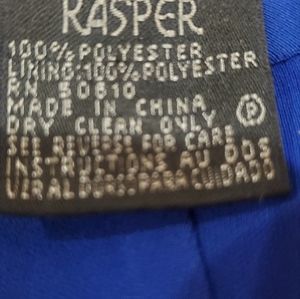 KASPER
100% POLYESTER
LINING:100% POLYESTER
RN 50810
MADE IN CHINA
DRY CLEAN ONLY P
SEE REVERSE FOR CARE
INSTRUCTIONS AU DOS
PARA CUIDADO